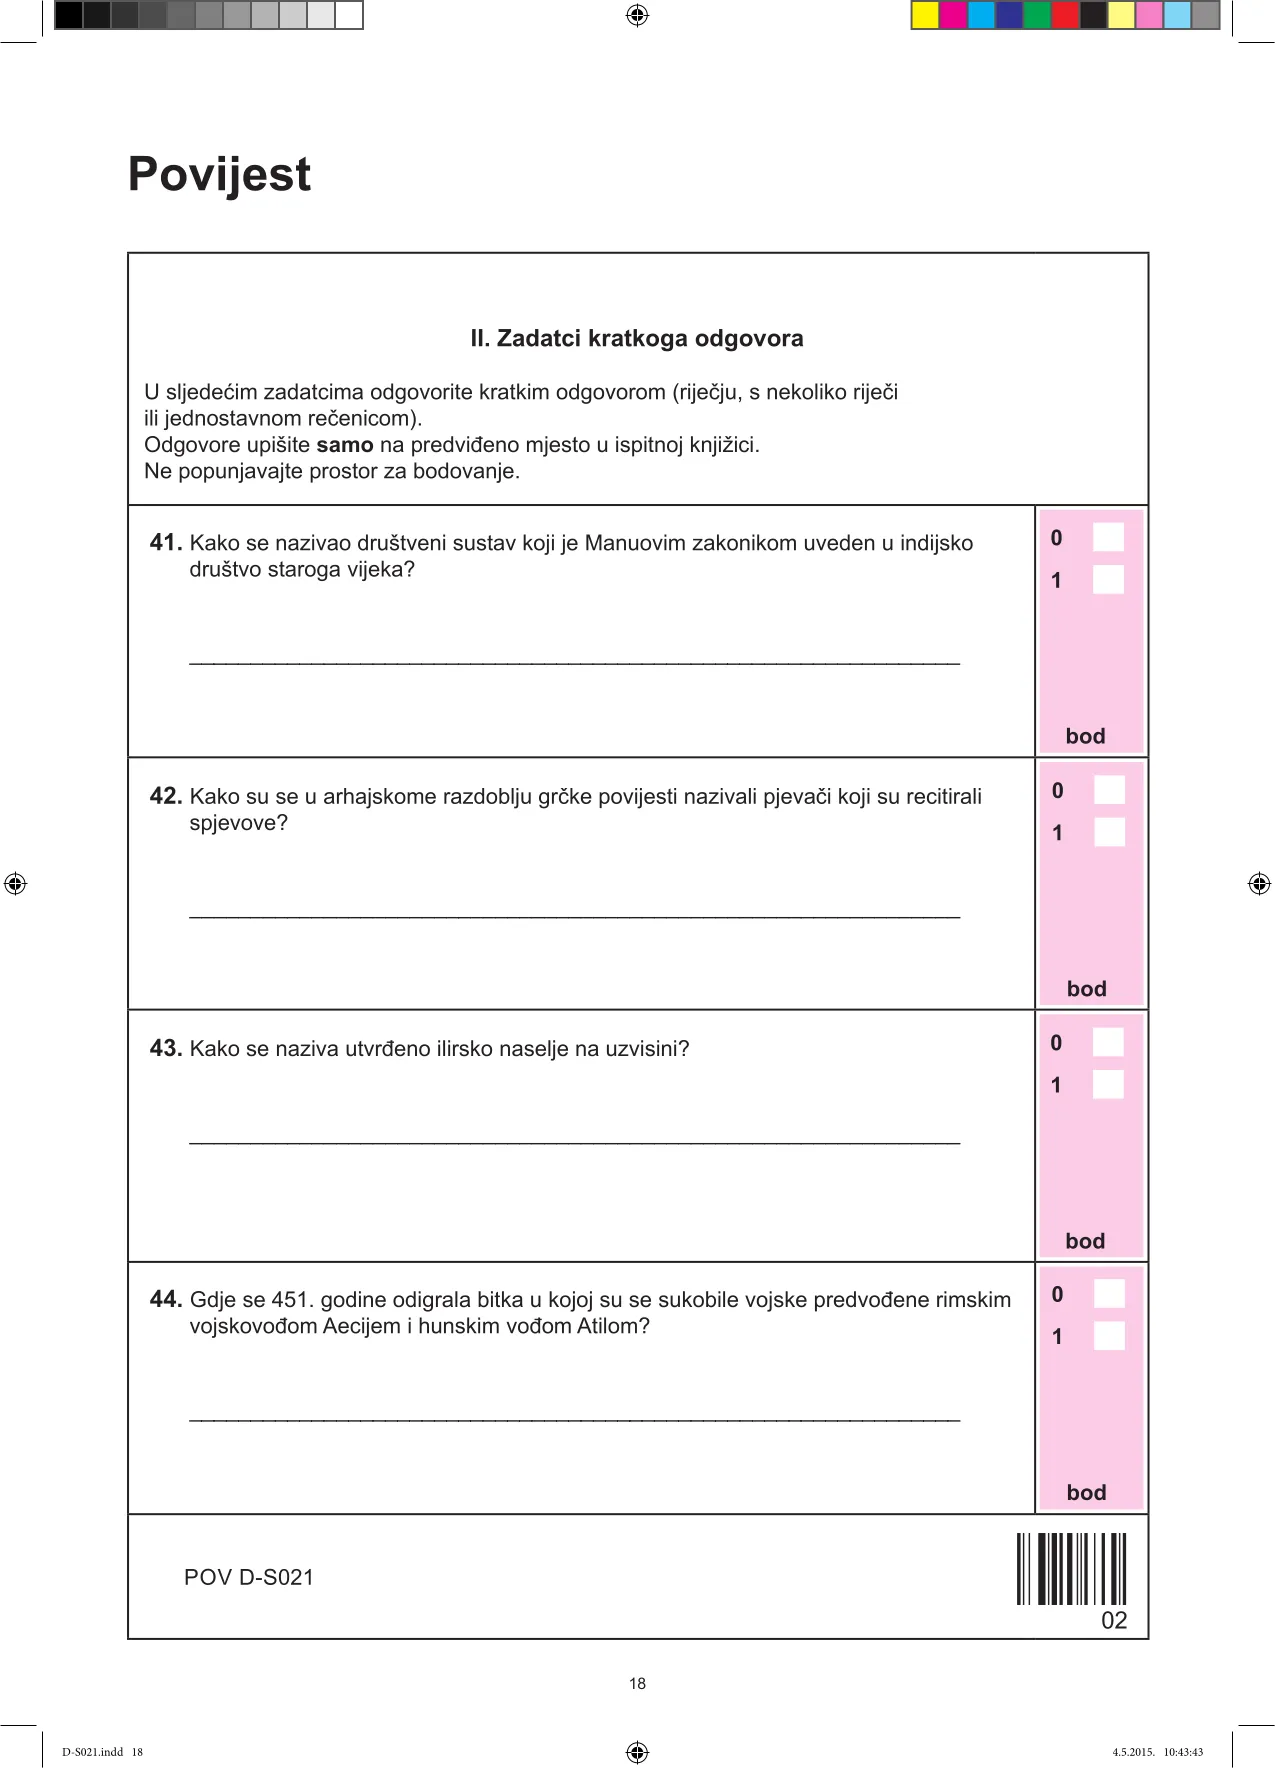 Povijest
II. Zadatci kratkoga odgovora
U sljedećim zadatcima odgovorite kratkim odgovorom (riječju, s nekoliko riječi
ili jednostavnom rečenicom).
Odgovore upišite samo na predviđeno mjesto u ispitnoj knjižici.
Ne popunjavajte prostor za bodovanje.
41. Kako se nazivao društveni sustav koji je Manuovim zakonikom uveden u indijsko
društvo staroga vijeka?
0
1
bod
42. Kako su se u arhajskome razdoblju grčke povijesti nazivali pjevači koji su recitirali
spjevove?
0
1
bod
43. Kako se naziva utvrđeno ilirsko naselje na uzvisini?
0
1
bod
44. Gdje se 451. godine odigrala bitka u kojoj su se sukobile vojske predvođene rimskim
vojskovođom Aecijem i hunskim vođom Atilom?
0
1
bod
POV D-S021
02
18
D-S021.indd 18
4.5.2015. 10:43:43